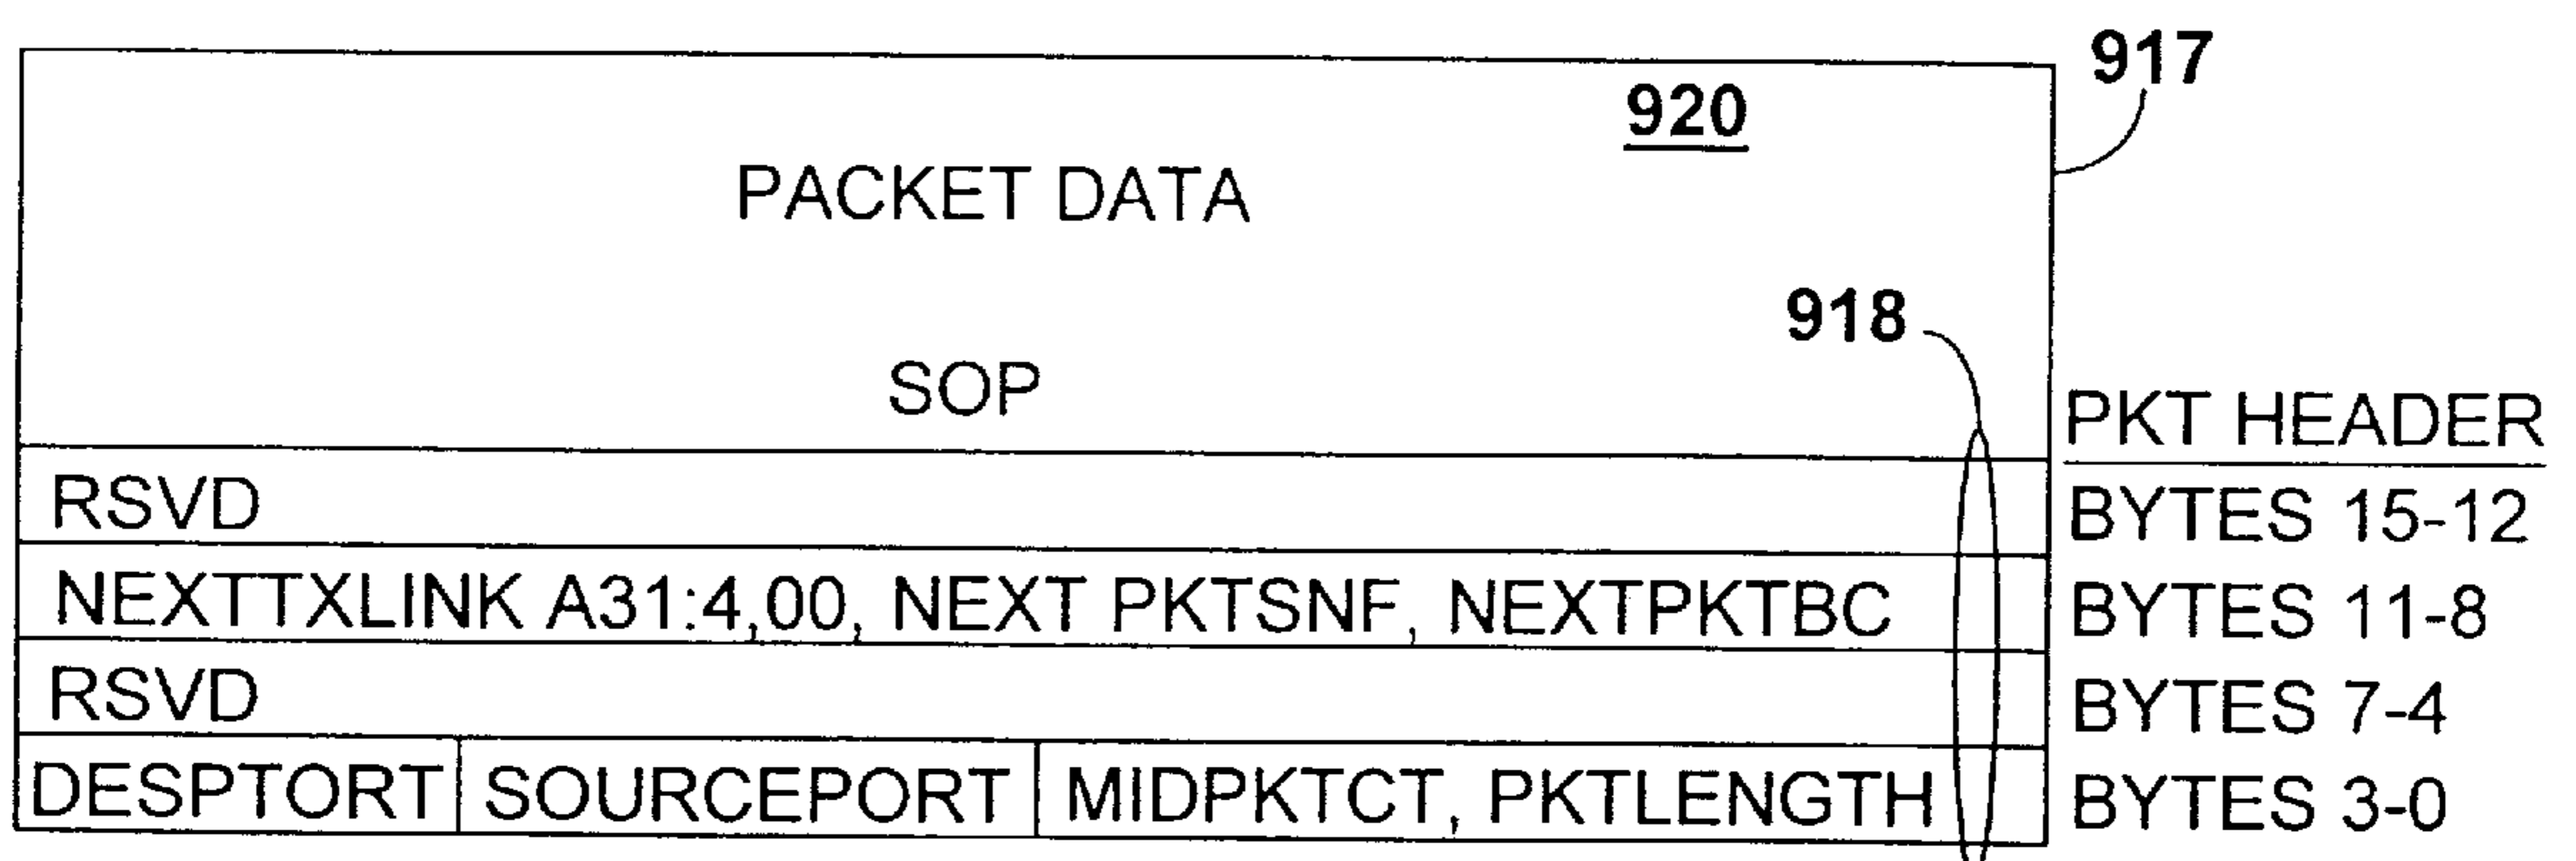 917
920
PACKET DATA
918
SOP
PKT HEADER
RSVD BYTES 15-12
NEXTTXLINK A31:4,00, NEXT PKTSNF, NEXTPKTBC BYTES 11-8
RSVD BYTES 7-4
DESPTORT SOURCEPORT MIDPKTCT, PKTLENGTH BYTES 3-0